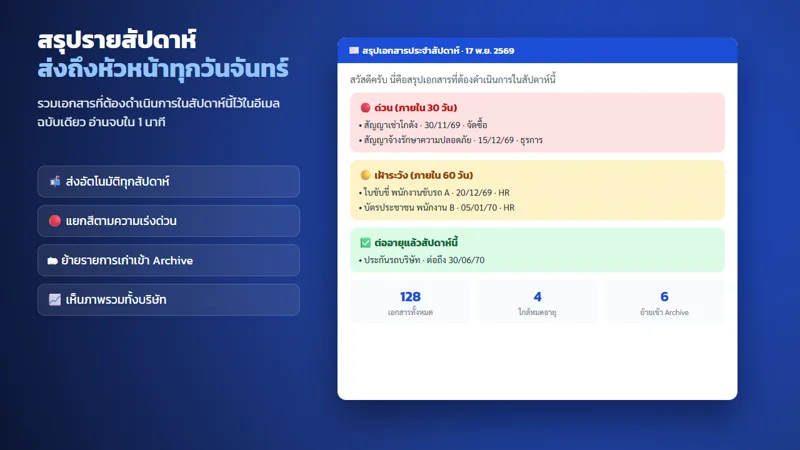 สรุปรายสัปดาห์
ส่งถึงหัวหน้าทุกวันจันทร์
รวมเอกสารที่ต้องดำเนินการในสัปดาห์นี้ไว้ในอีเมล
ฉบับเดียว อ่านจบใน 1 นาที
ส่งอัตโนมัติทุกสัปดาห์
แยกสีตามความเร่งด่วน
ย้ายรายการเก่าเข้า Archive
เห็นภาพรวมทั้งบริษัท
สรุปเอกสารประจำสัปดาห์ · 17 พ.ย. 2569
สวัสดีครับ นี่คือสรุปเอกสารที่ต้องดำเนินการในสัปดาห์นี้
ด่วน (ภายใน 30 วัน)
• สัญญาเช่าโกดัง · 30/11/69 · จัดซื้อ
• สัญญาจ้างรักษาความปลอดภัย · 15/12/69 · ธุรการ
เฝ้าระวัง (ภายใน 60 วัน)
• ใบขับขี่ พนักงานขับรถ A · 20/12/69 · HR
• บัตรประชาชน พนักงาน B · 05/01/70 · HR
ต่ออายุแล้วสัปดาห์นี้
• ประกันรถบริษัท · ต่อถึง 30/06/70
128
เอกสารทั้งหมด
4
ใกล้หมดอายุ
6
ย้ายเข้า Archive